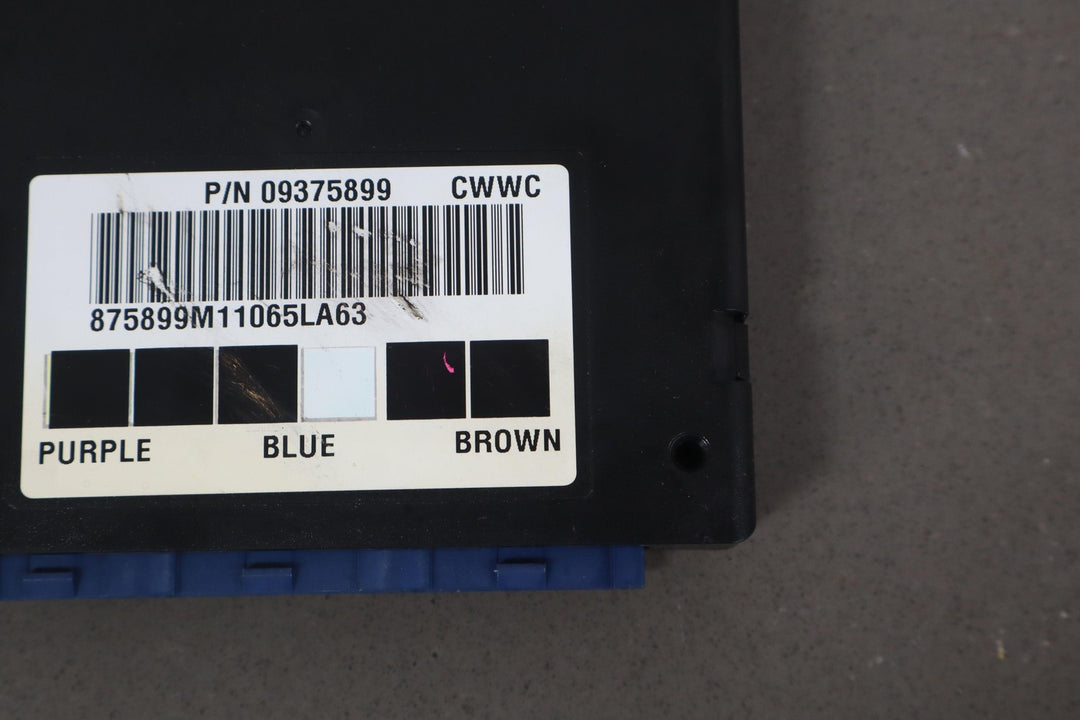 P/N 09375899 CWWC
875899M11065LA63
PURPLE BLUE BROWN